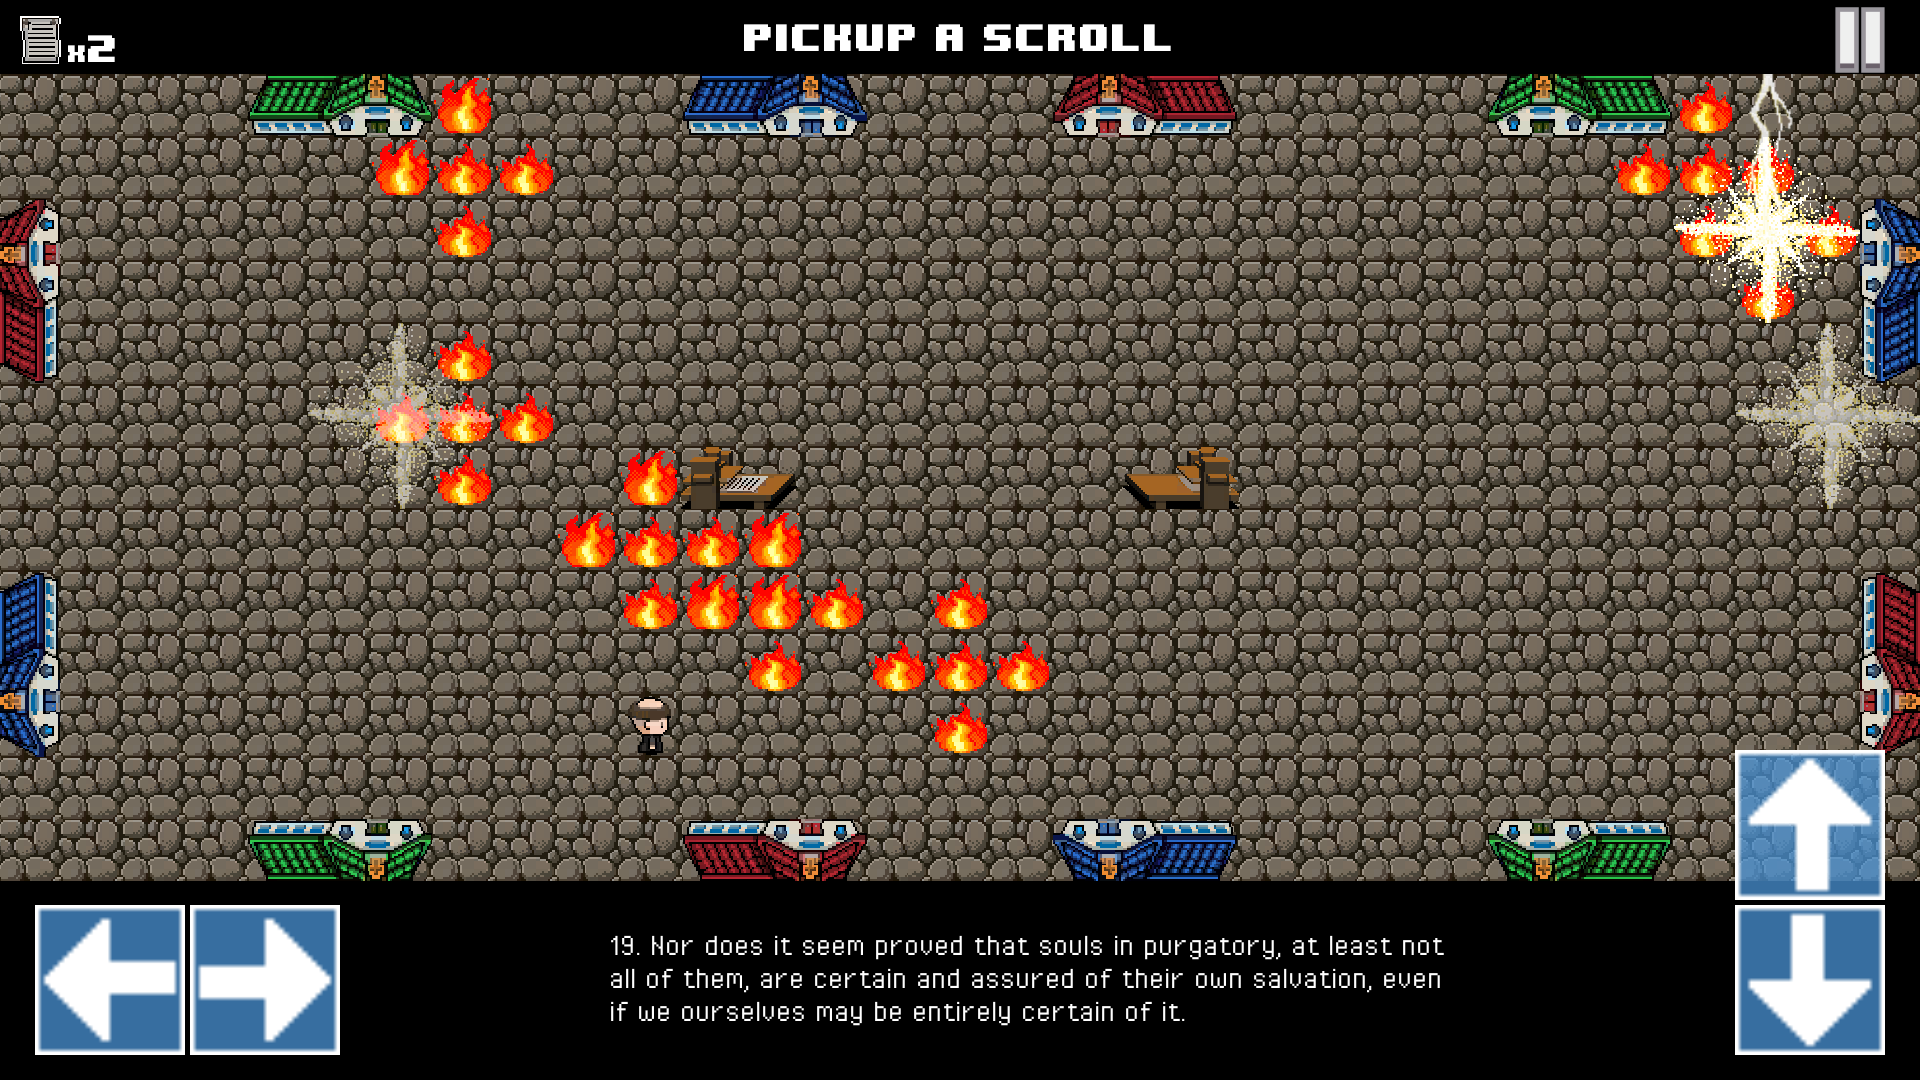 x2
PICKUP A SCROLL
19. Nor does it seem proved that souls in purgatory, at least not
all of them, are certain and assured of their own salvation, even
if we ourselves may be entirely certain of it.